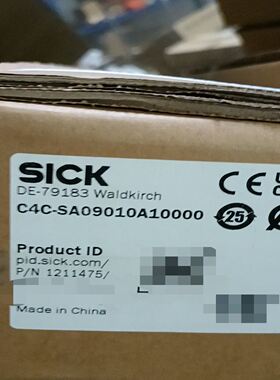 SICK
DE-79183 Waldkirch
C4C-SA09010A10000
25
Product ID
pid.sick.com/
P/N 1211475/
Made in China